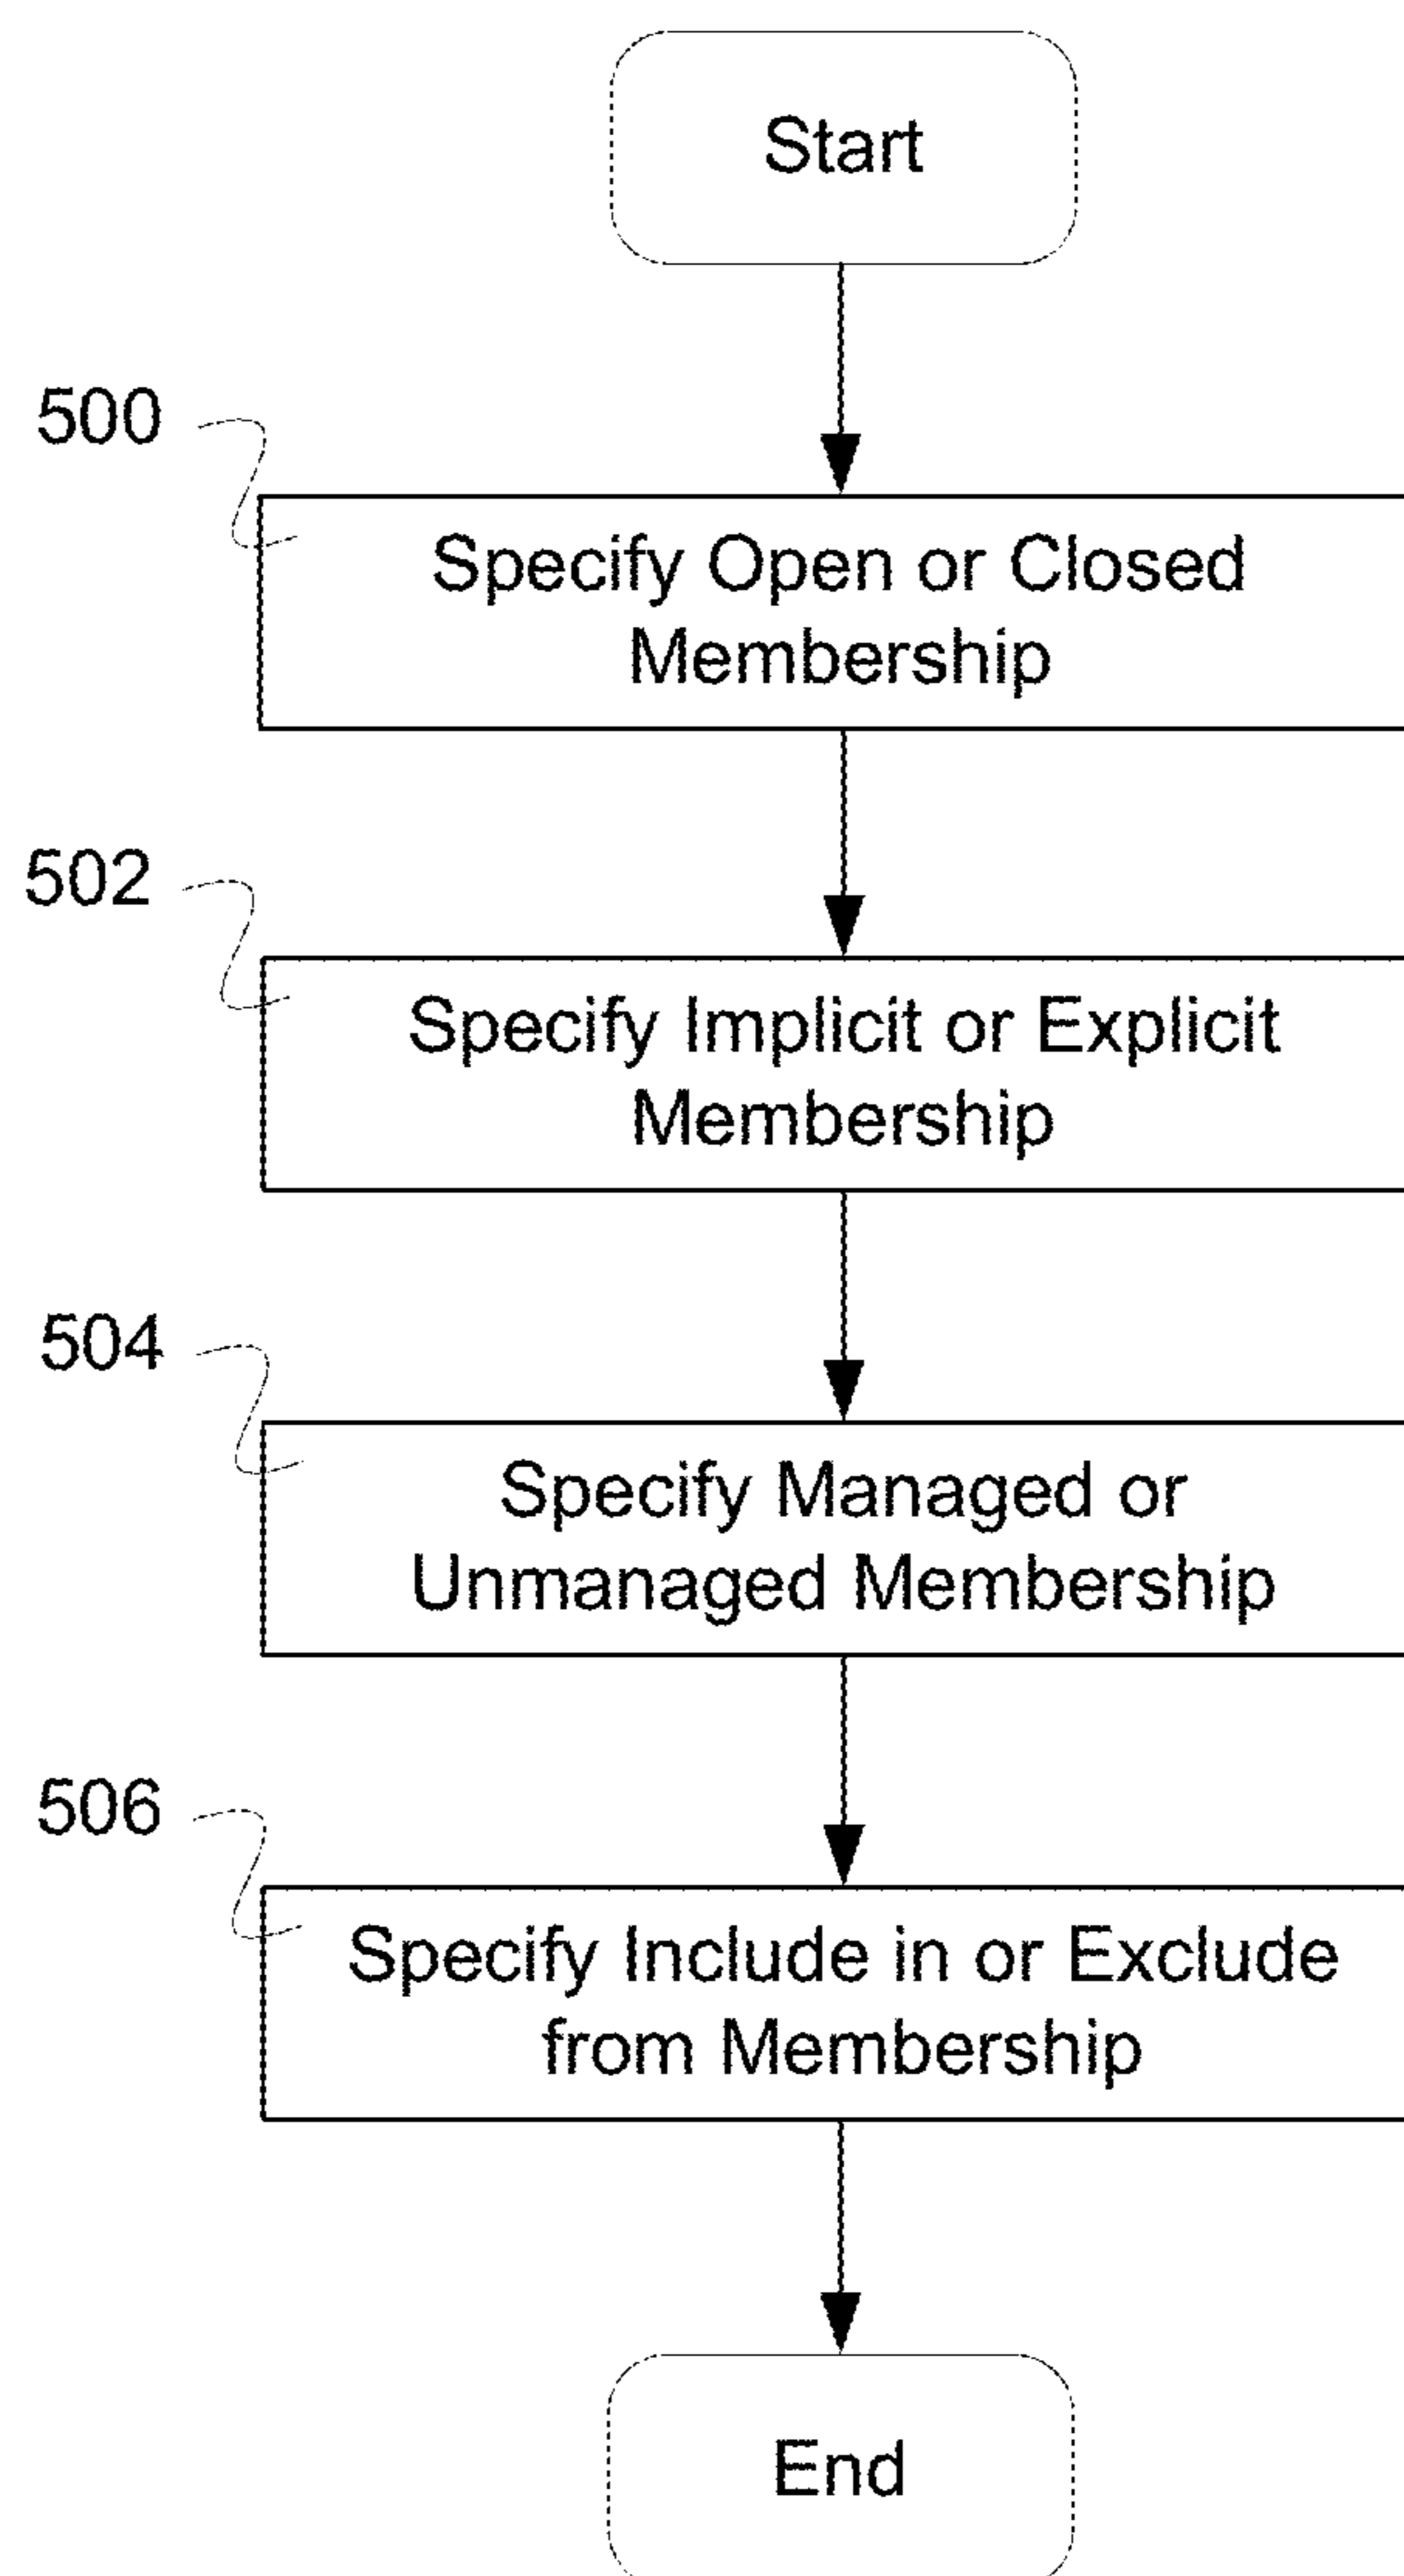 Start
500
Specify Open or Closed
Membership
502
Specify Implicit or Explicit
Membership
504
Specify Managed or
Unmanaged Membership
506
Specify Include in or Exclude
from Membership
End